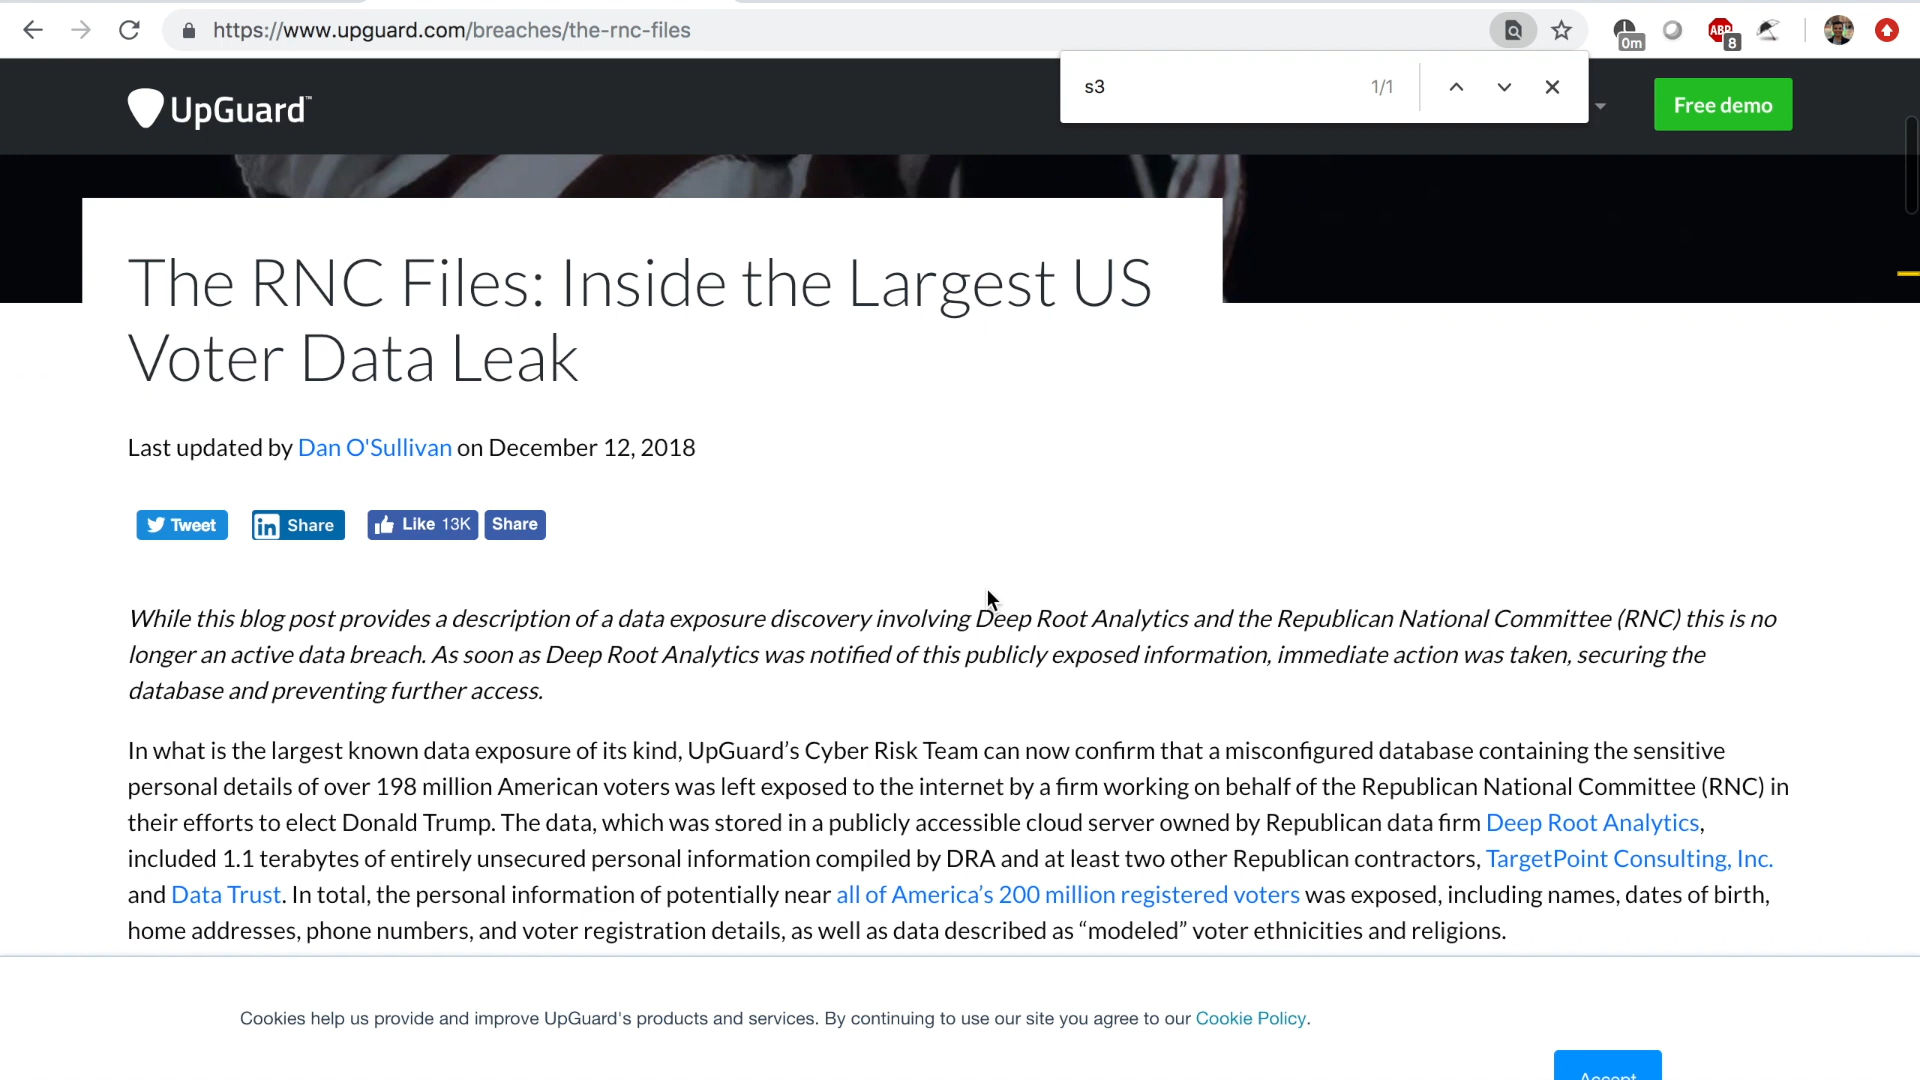 https://www.upguard.com/breaches/the-rnc-files
0m
ABP
8
s3
1/1
UpGuard™
Free demo
The RNC Files: Inside the Largest US
Voter Data Leak
Last updated by Dan O'Sullivan on December 12, 2018
Tweet
in Share
Like 13K
Share
While this blog post provides a description of a data exposure discovery involving Deep Root Analytics and the Republican National Committee (RNC) this is no
longer an active data breach. As soon as Deep Root Analytics was notified of this publicly exposed information, immediate action was taken, securing the
database and preventing further access.
In what is the largest known data exposure of its kind, UpGuard’s Cyber Risk Team can now confirm that a misconfigured database containing the sensitive
personal details of over 198 million American voters was left exposed to the internet by a firm working on behalf of the Republican National Committee (RNC) in
their efforts to elect Donald Trump. The data, which was stored in a publicly accessible cloud server owned by Republican data firm Deep Root Analytics,
included 1.1 terabytes of entirely unsecured personal information compiled by DRA and at least two other Republican contractors, TargetPoint Consulting, Inc.
and Data Trust. In total, the personal information of potentially near all of America’s 200 million registered voters was exposed, including names, dates of birth,
home addresses, phone numbers, and voter registration details, as well as data described as “modeled” voter ethnicities and religions.
Cookies help us provide and improve UpGuard's products and services. By continuing to use our site you agree to our Cookie Policy.
Accept